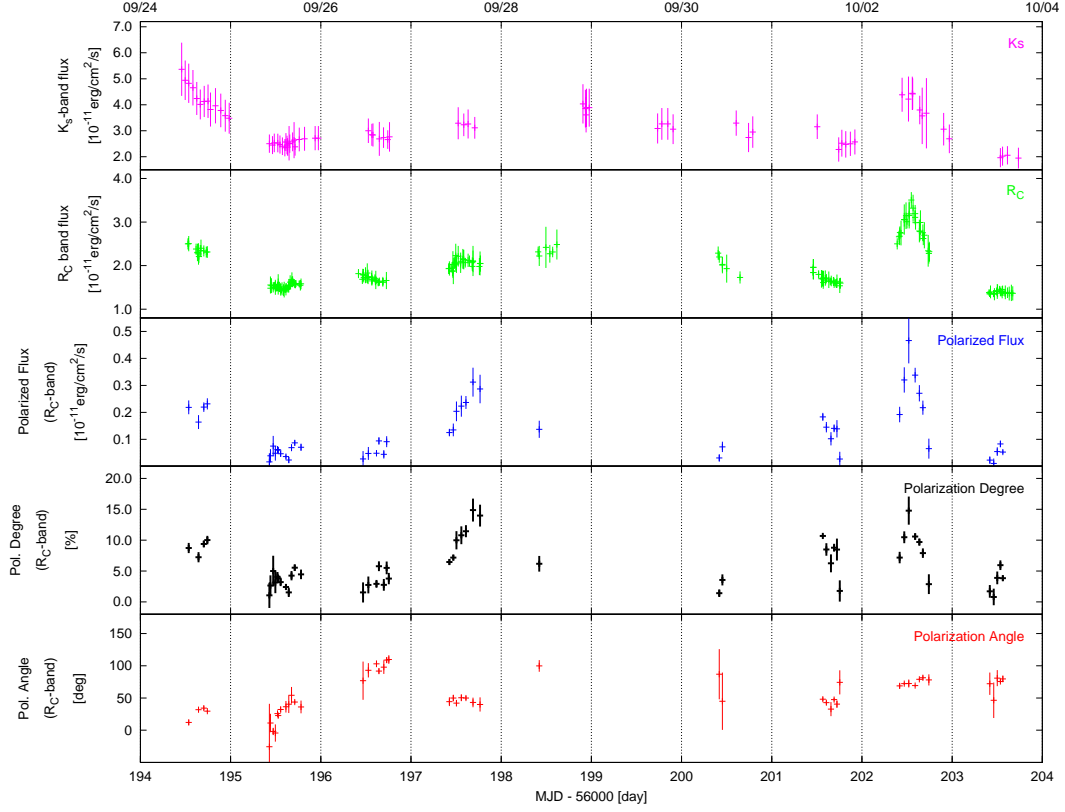 09/24 09/26 09/28 09/30 10/02 10/04
Ks-band flux
[10-11erg/cm2/s]
7.0
6.0
5.0
4.0
3.0
2.0
Ks
RC band flux
[10-11erg/cm2/s]
4.0
3.0
2.0
1.0
RC
Polarized Flux
(RC-band)
[10-11erg/cm2/s]
0.5
0.4
0.3
0.2
0.1
Polarized Flux
Pol. Degree
(RC-band)
[%]
20.0
15.0
10.0
5.0
0.0
Polarization Degree
Pol. Angle
(RC-band)
[deg]
150
100
50
0
Polarization Angle
194 195 196 197 198 199 200 201 202 203 204
MJD - 56000 [day]